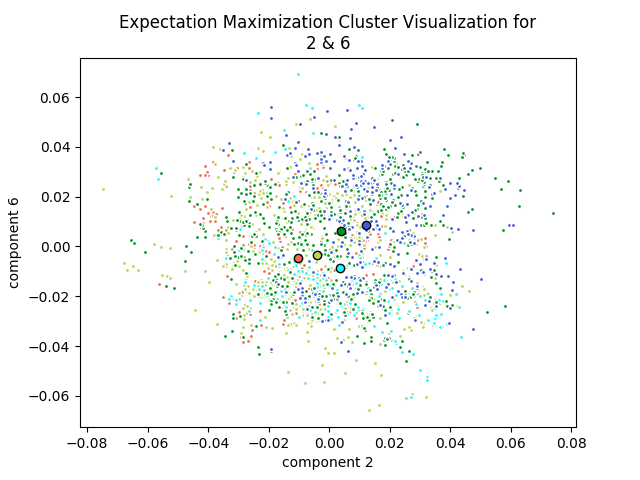 Expectation Maximization Cluster Visualization for
2 & 6
0.06
0.04
0.02
0.00
−0.02
−0.04
−0.06
component 6
−0.08 −0.06 −0.04 −0.02 0.00 0.02 0.04 0.06 0.08
component 2